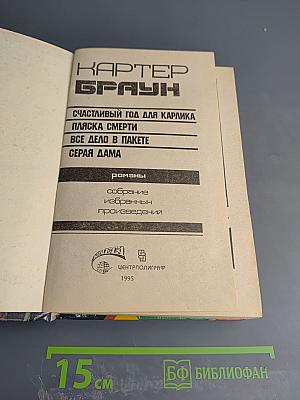 КАРТЕР
БРАУН
СЧАСТЛИВЫЙ ГОД ДЛЯ КАРЛИКА
ПЛЯСКА СМЕРТИ
ВСЕ ДЕЛО В ПАКЕТЕ
СЕРАЯ ДАМА
романы
собрание
избранных
произведений
ЦЕНТРПОЛИГРАФ
1995
15 см
БФ БИБЛИОФАН